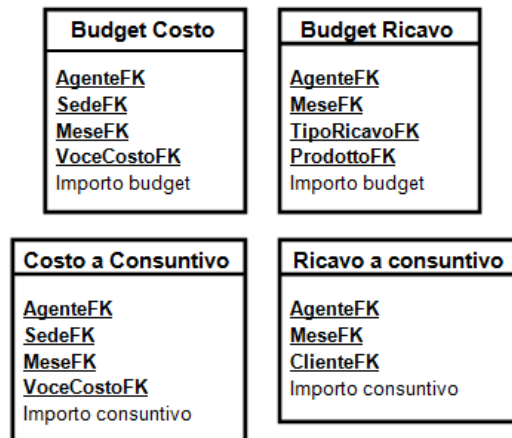 Budget Costo
AgenteFK
SedeFK
MeseFK
VoceCostoFK
Importo budget
Budget Ricavo
AgenteFK
MeseFK
TipoRicavoFK
ProdottoFK
Importo budget
Costo a Consuntivo
AgenteFK
SedeFK
MeseFK
VoceCostoFK
Importo consuntivo
Ricavo a consuntivo
AgenteFK
MeseFK
ClienteFK
Importo consuntivo